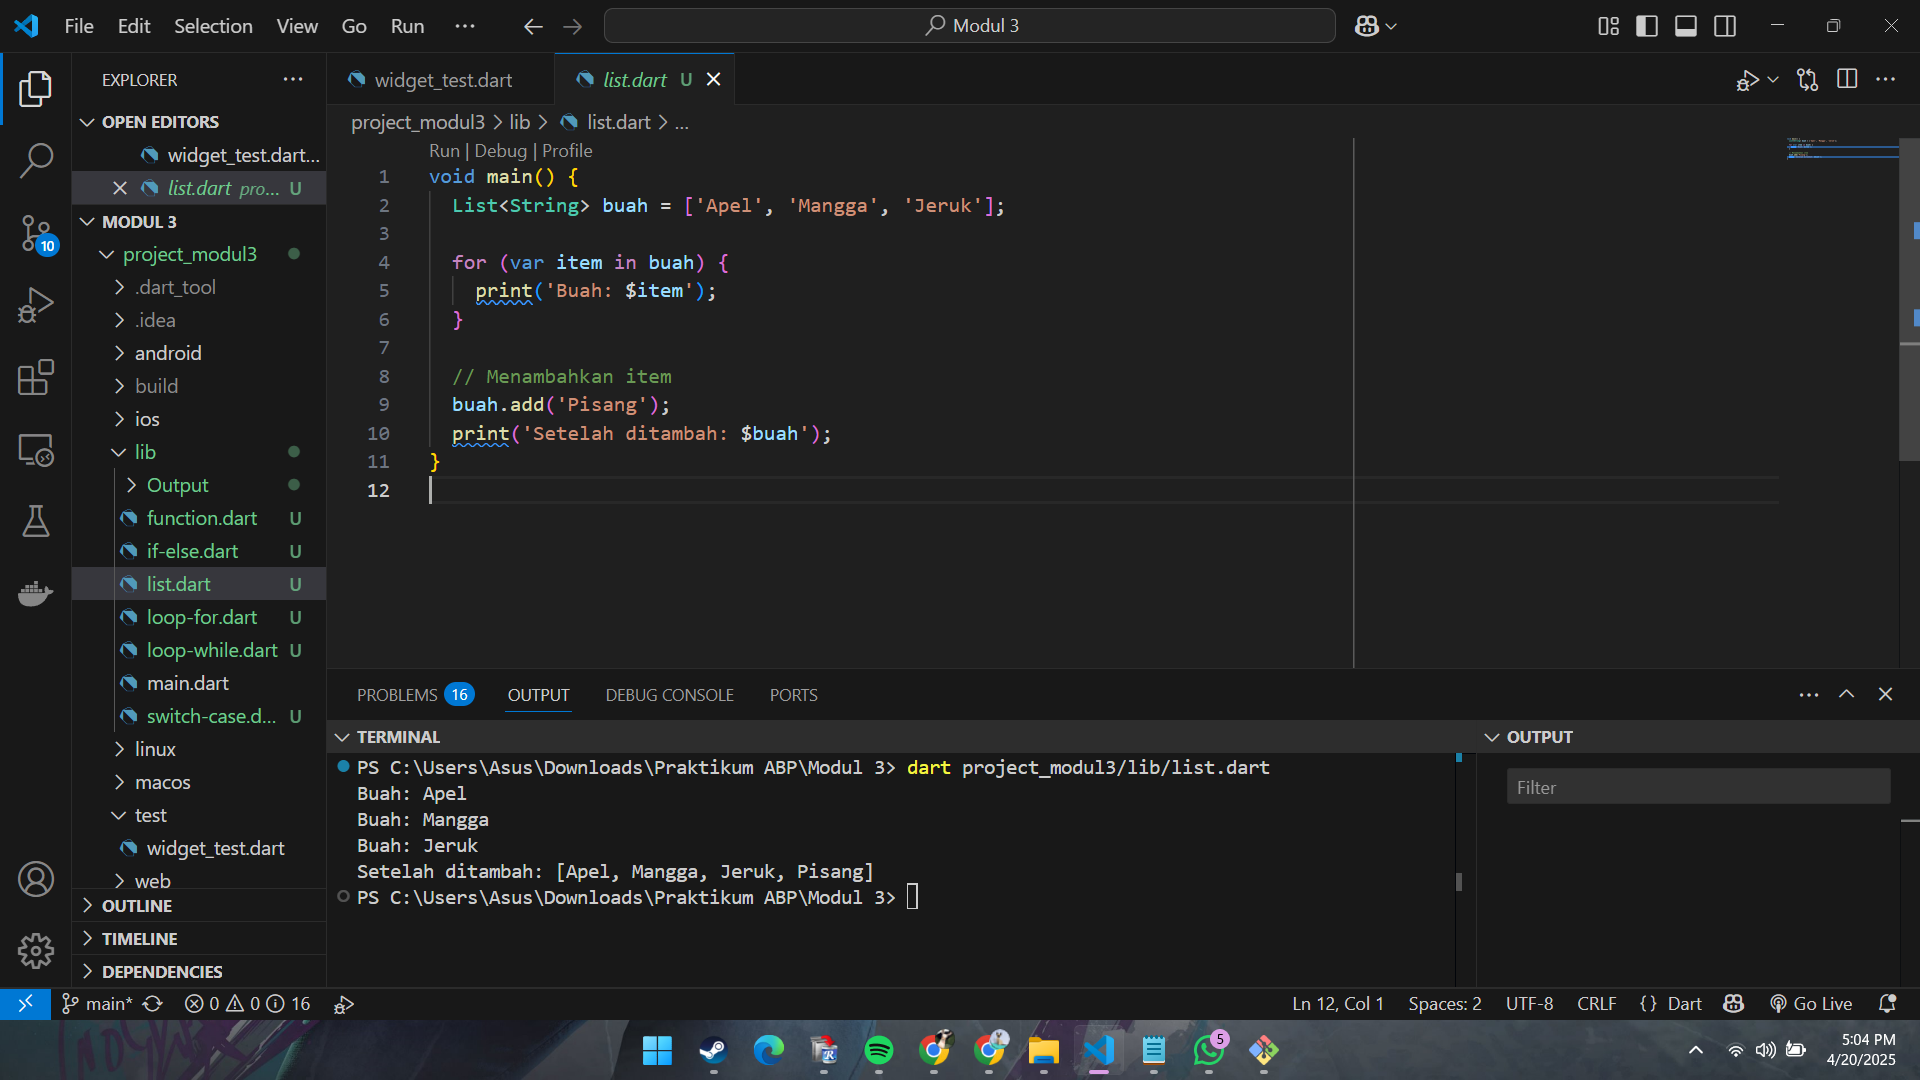 File Edit Selection View Go Run ···
Modul 3
EXPLORER
OPEN EDITORS
widget_test.dart...
list.dart pro... U
MODUL 3
project_modul3
.dart_tool
.idea
android
build
ios
lib
Output
function.dart U
if-else.dart U
list.dart U
loop-for.dart U
loop-while.dart U
main.dart
switch-case.d... U
linux
macos
test
widget_test.dart
web
OUTLINE
TIMELINE
DEPENDENCIES
10
widget_test.dart
list.dart U
project_modul3 > lib > list.dart > ...
Run | Debug | Profile
1 void main() {
2 List<String> buah = ['Apel', 'Mangga', 'Jeruk'];
3
4 for (var item in buah) {
5 print('Buah: $item');
6 }
7
8 // Menambahkan item
9 buah.add('Pisang');
10 print('Setelah ditambah: $buah');
11 }
12
PROBLEMS 16 OUTPUT DEBUG CONSOLE PORTS
TERMINAL
PS C:\Users\Asus\Downloads\Praktikum ABP\Modul 3> dart project_modul3/lib/list.dart
Buah: Apel
Buah: Mangga
Buah: Jeruk
Setelah ditambah: [Apel, Mangga, Jeruk, Pisang]
PS C:\Users\Asus\Downloads\Praktikum ABP\Modul 3>
OUTPUT
Filter
main* 0 0 16
Ln 12, Col 1 Spaces: 2 UTF-8 CRLF {} Dart Go Live
5
5:04 PM
4/20/2025